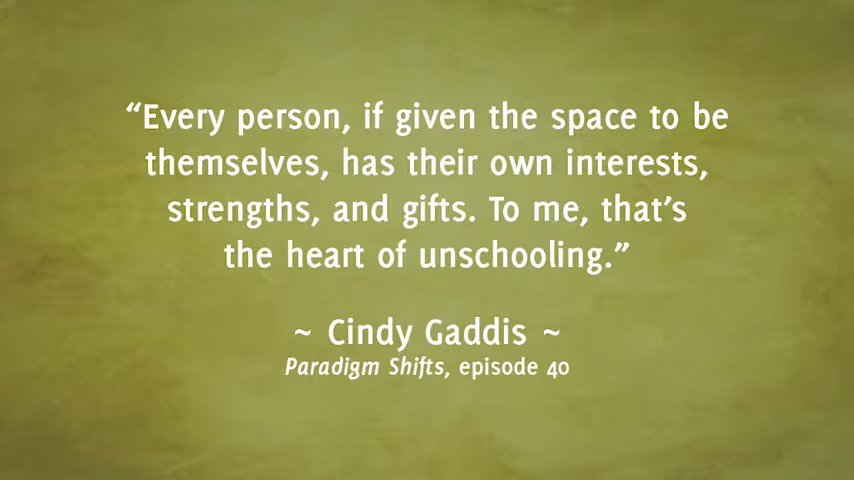 “Every person, if given the space to be
themselves, has their own interests,
strengths, and gifts. To me, that’s
the heart of unschooling.”
~ Cindy Gaddis ~
Paradigm Shifts, episode 40